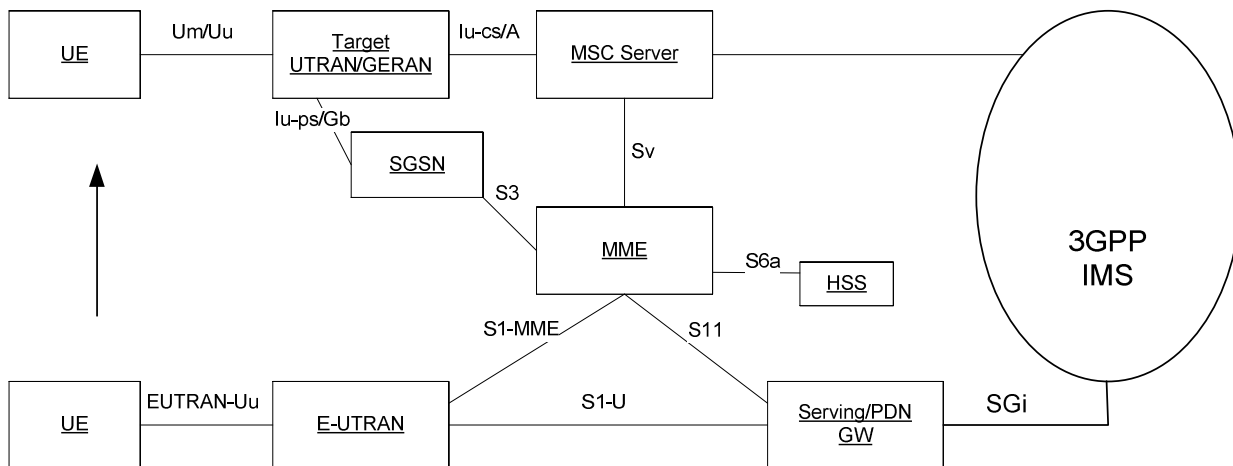 Um/Uu
Iu-cs/A
UE
Target
UTRAN/GERAN
MSC Server
Iu-ps/Gb
SGSN
Sv
S3
MME
S6a
HSS
3GPP
IMS
S1-MME
S11
EUTRAN-Uu
S1-U
UE
E-UTRAN
Serving/PDN
GW
SGi